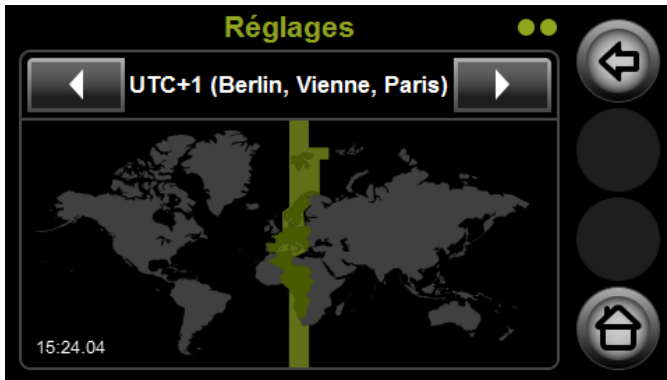 Réglages
UTC+1 (Berlin, Vienne, Paris)
15:24.04